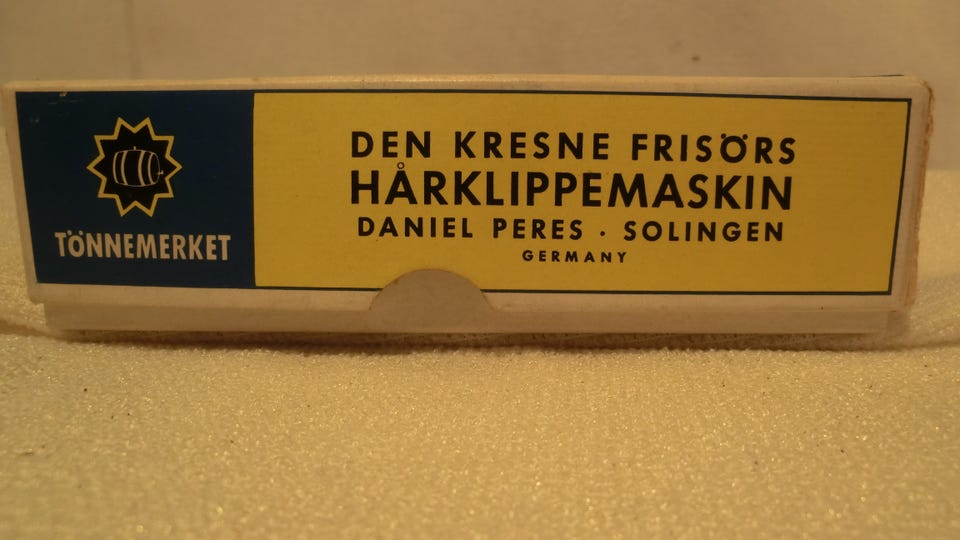 TÖNNEMERKET
DEN KRESNE FRISÖRS
HÅRKLIPPEMASKIN
DANIEL PERES · SOLINGEN
GERMANY